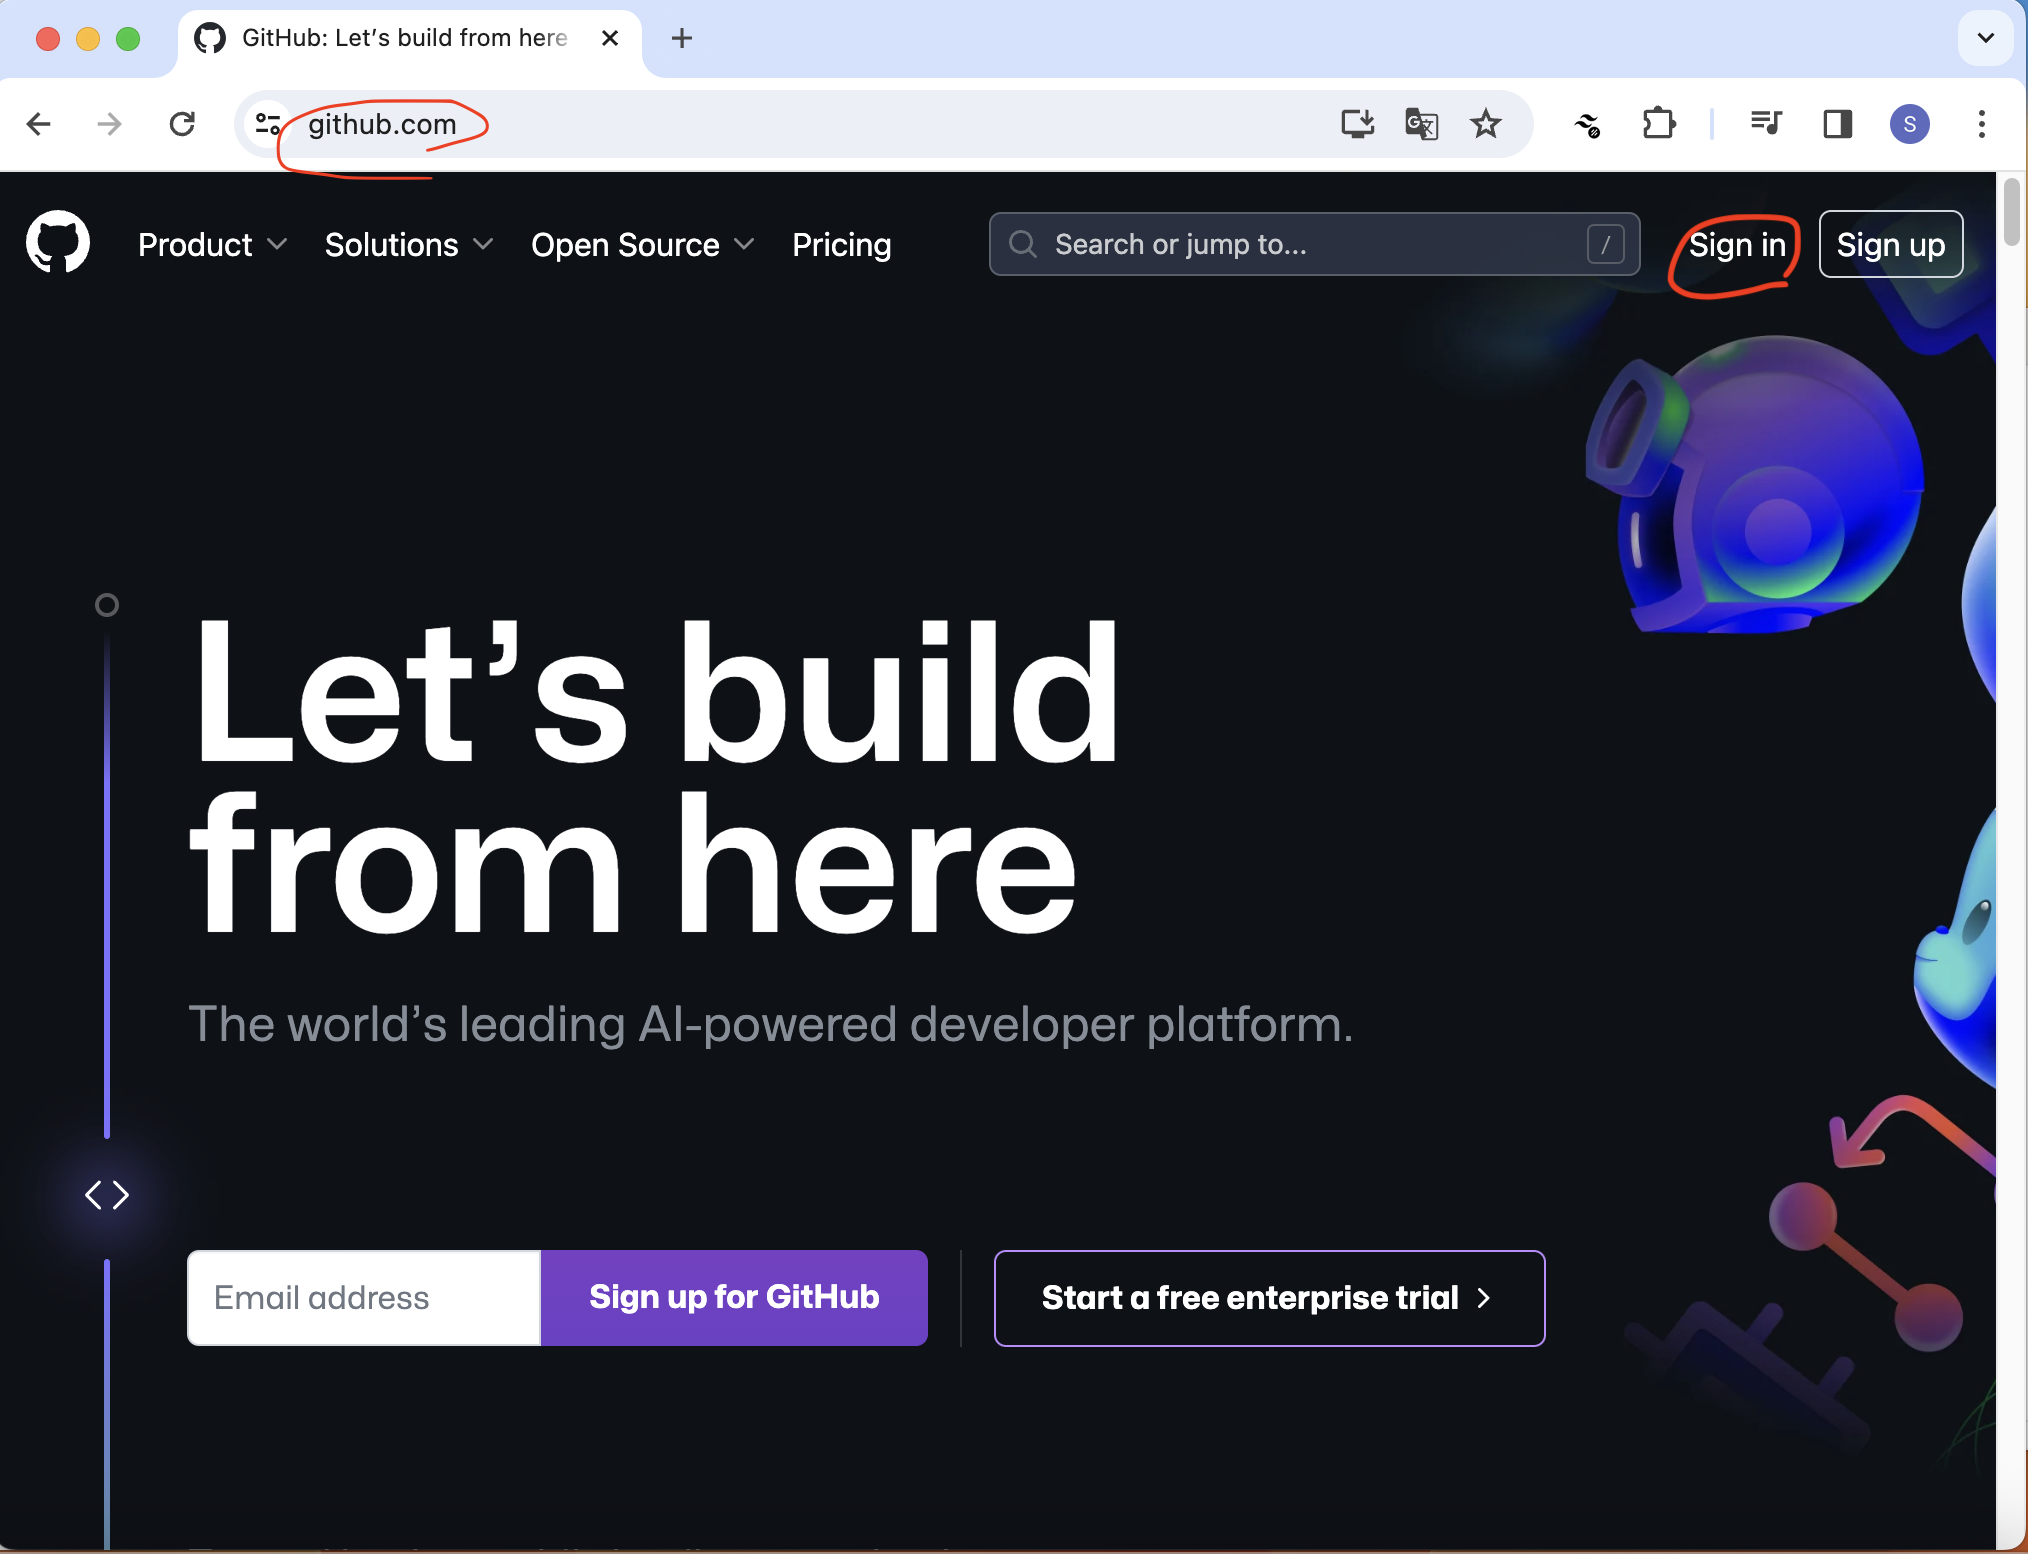 GitHub: Let's build from here
github.com
S
Product Solutions Open Source Pricing Search or jump to... / Sign in Sign up
Let's build
from here
The world's leading AI-powered developer platform.
Email address Sign up for GitHub Start a free enterprise trial